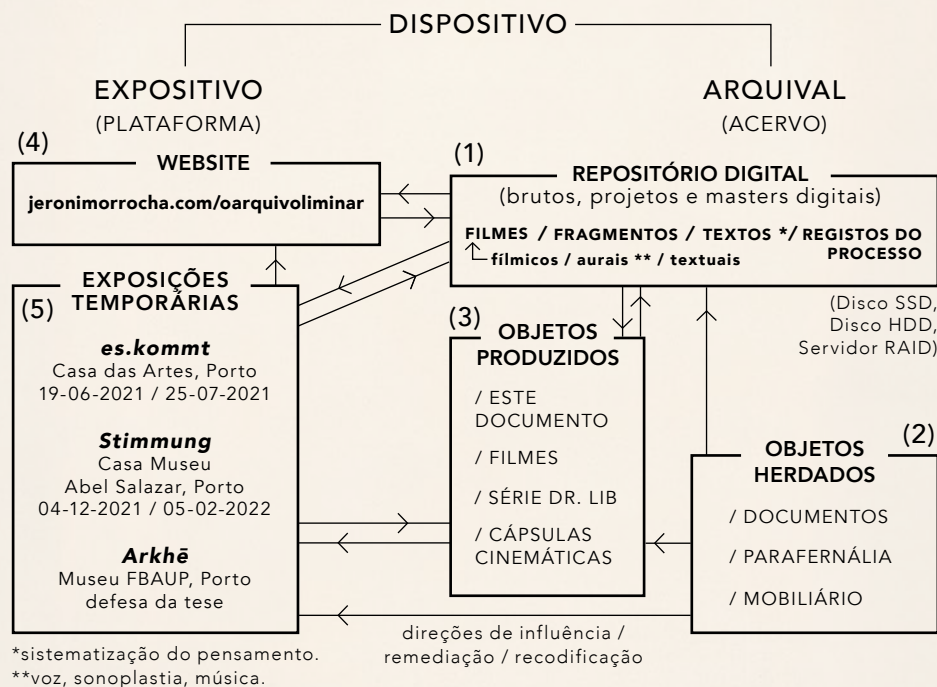 DISPOSITIVO
EXPOSITIVO
(PLATAFORMA)
ARQUIVAL
(ACERVO)
(4)
WEBSITE
jeronimorrocha.com/oarquivoliminar
(1)
REPOSITÓRIO DIGITAL
(brutos, projetos e masters digitais)
FILMES / FRAGMENTOS / TEXTOS */ REGISTOS DO
PROCESSO
fílmicos / aurais ** / textuais
(Disco SSD,
Disco HDD,
Servidor RAID)
(5)
EXPOSIÇÕES
TEMPORÁRIAS
es.kommt
Casa das Artes, Porto
19-06-2021 / 25-07-2021
Stimmung
Casa Museu
Abel Salazar, Porto
04-12-2021 / 05-02-2022
Arkhē
Museu FBAUP, Porto
defesa da tese
(3)
OBJETOS
PRODUZIDOS
/ ESTE
DOCUMENTO
/ FILMES
/ SÉRIE DR. LIB
/ CÁPSULAS
CINEMÁTICAS
(2)
OBJETOS
HERDADOS
/ DOCUMENTOS
/ PARAFERNÁLIA
/ MOBILIÁRIO
direções de influência /
remediação / recodificação
*sistematização do pensamento.
**voz, sonoplastia, música.